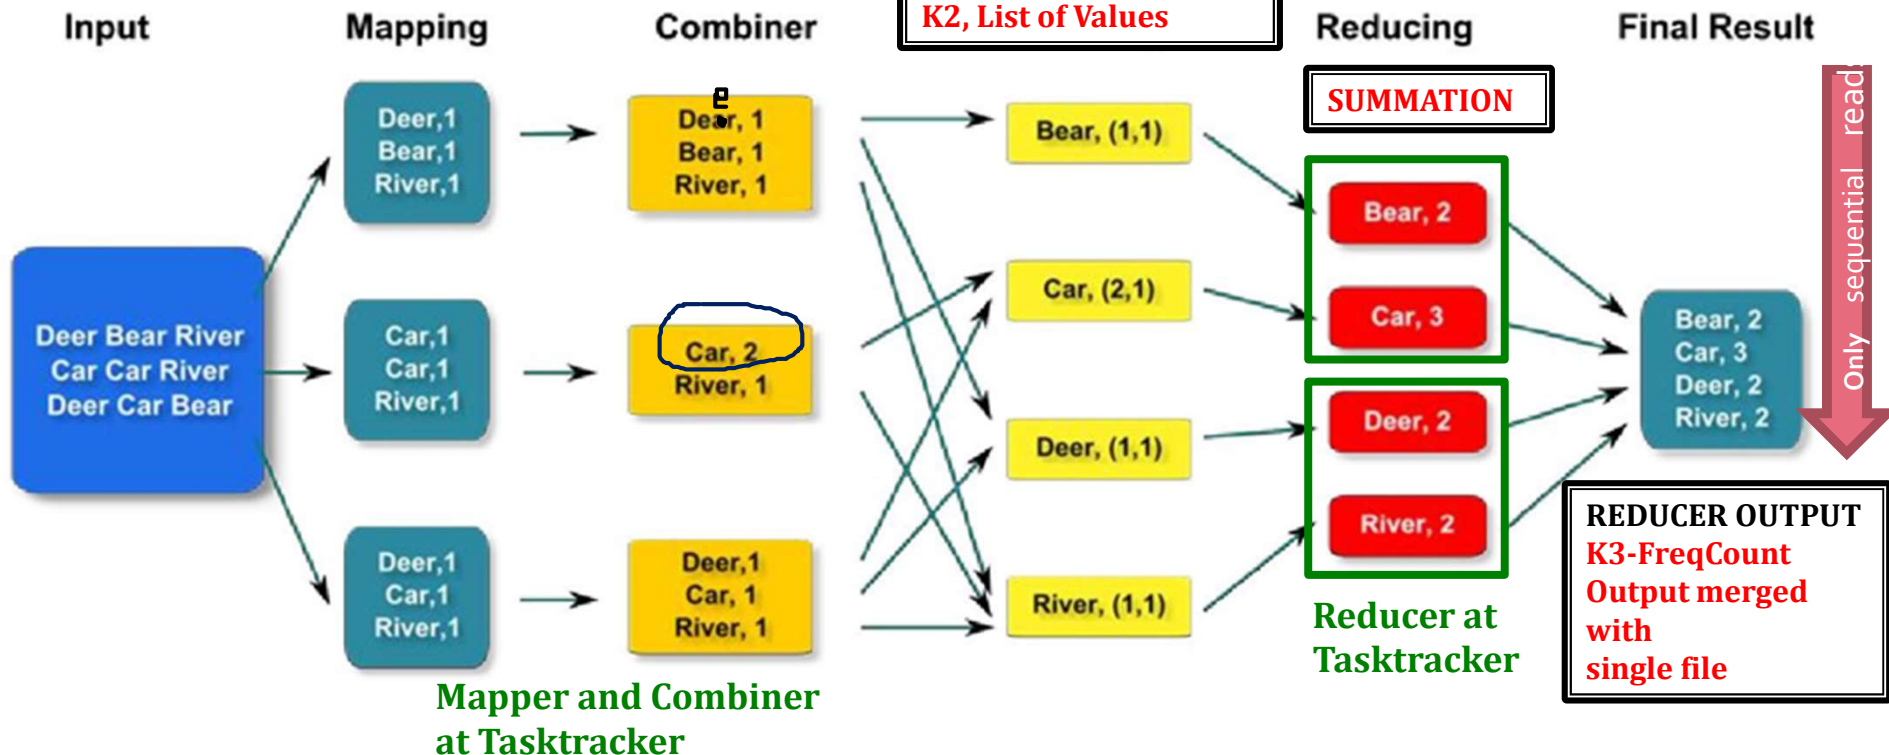 Input
Mapping
Combiner
K2, List of Values
Reducing
Final Result
Deer Bear River
Car Car River
Deer Car Bear
Deer,1
Bear,1
River,1
Car,1
Car,1
River,1
Deer,1
Car,1
River,1
e
Dear, 1
Bear, 1
River, 1
Car, 2
River, 1
Deer,1
Car, 1
River, 1
Mapper and Combiner
at Tasktracker
Bear, (1,1)
Car, (2,1)
Deer, (1,1)
River, (1,1)
SUMMATION
Bear, 2
Car, 3
Deer, 2
River, 2
Reducer at
Tasktracker
Bear, 2
Car, 3
Deer, 2
River, 2
Only sequential reads
REDUCER OUTPUT
K3-FreqCount
Output merged
with
single file